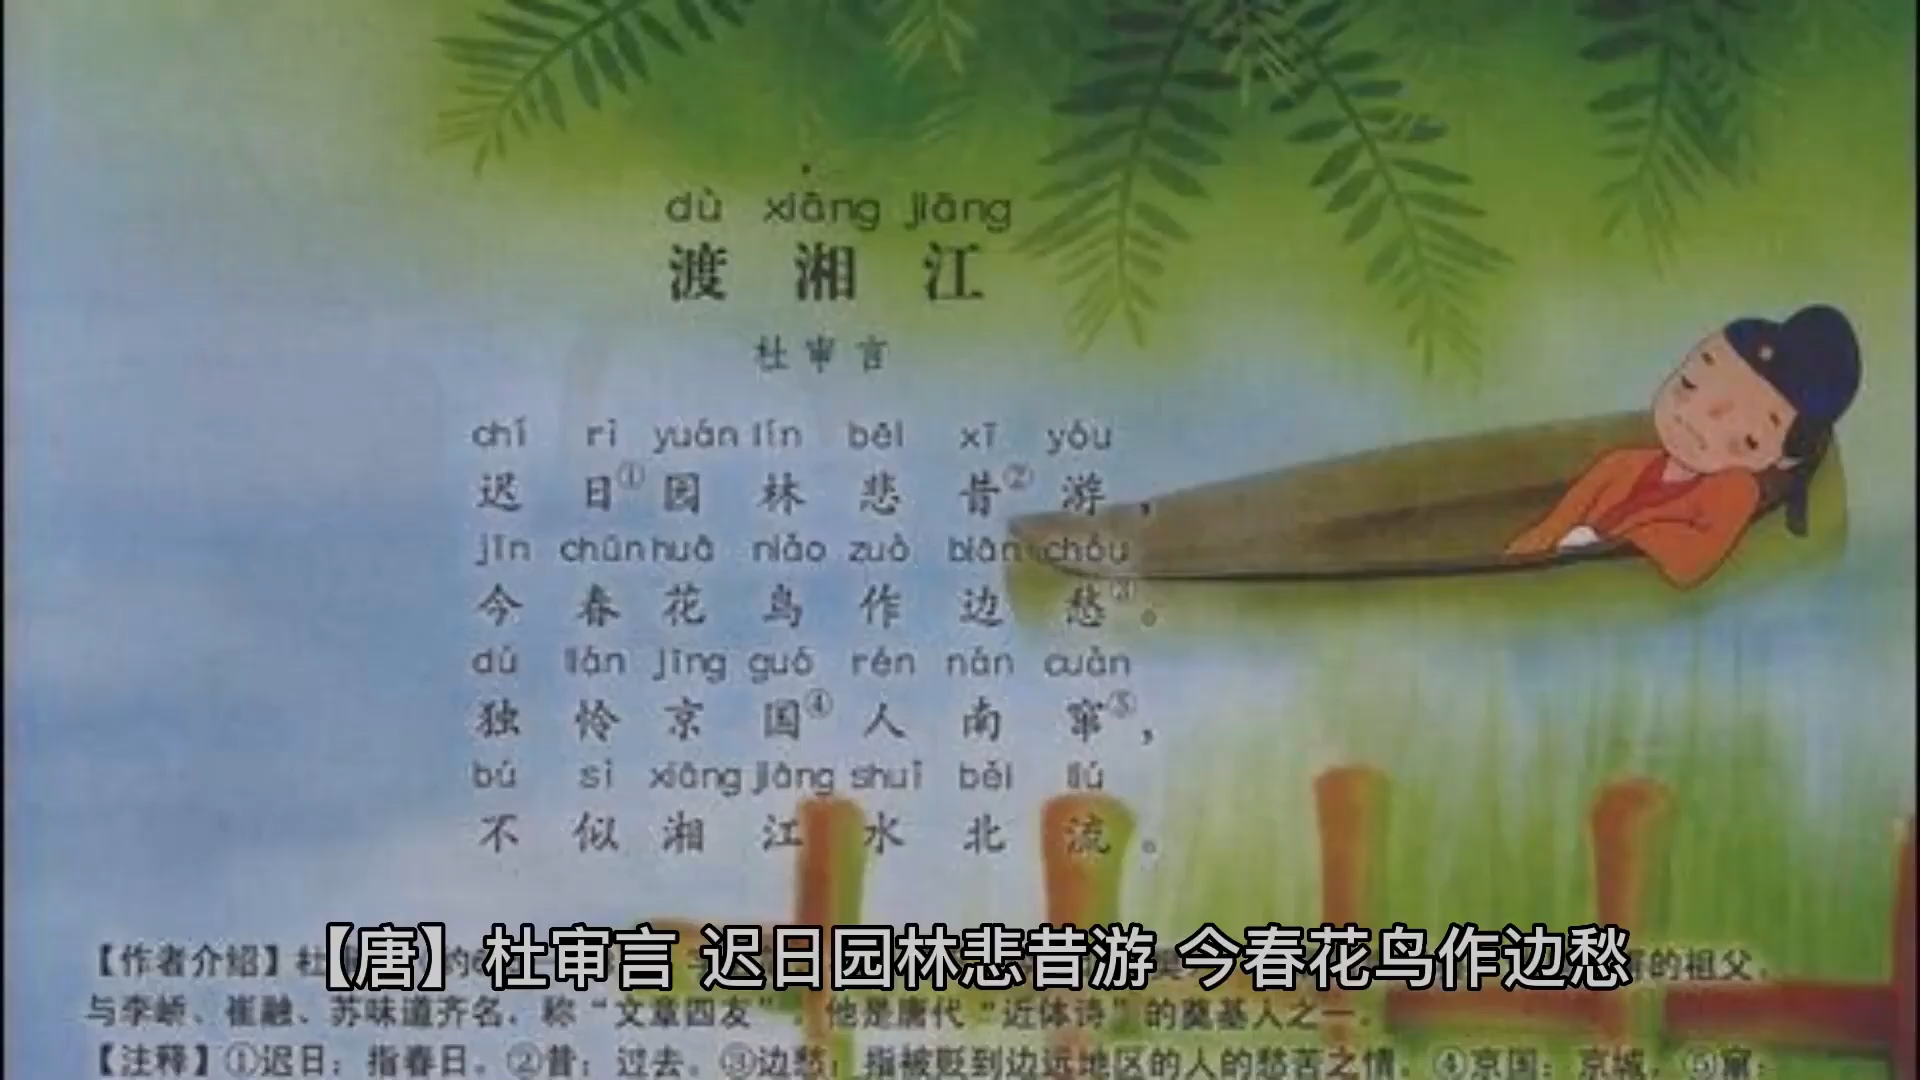 dù xiāng jiāng
渡湘江
杜审言
chí rì yuán lín bēi xī yóu
迟日①园林悲昔②游，
jīn chūn huā niǎo zuò biān chóu
今春花鸟作边愁③。
dú lián jīng guó rén nán cuàn
独怜京国④人南窜⑤，
bú sì xiāng jiāng shuǐ běi liú
不似湘江水北流。
【唐】杜审言 迟日园林悲昔游 今春花鸟作边愁
【作者介绍】杜 的祖父，
与李峤、崔融、苏味道齐名，称“文章四友”，他是唐代“近体诗”的奠基人之一。
【注释】①迟日：指春日。②昔：过去。③边愁：指被贬到边远地区的人的愁苦之情。④京国：京城。⑤窜：